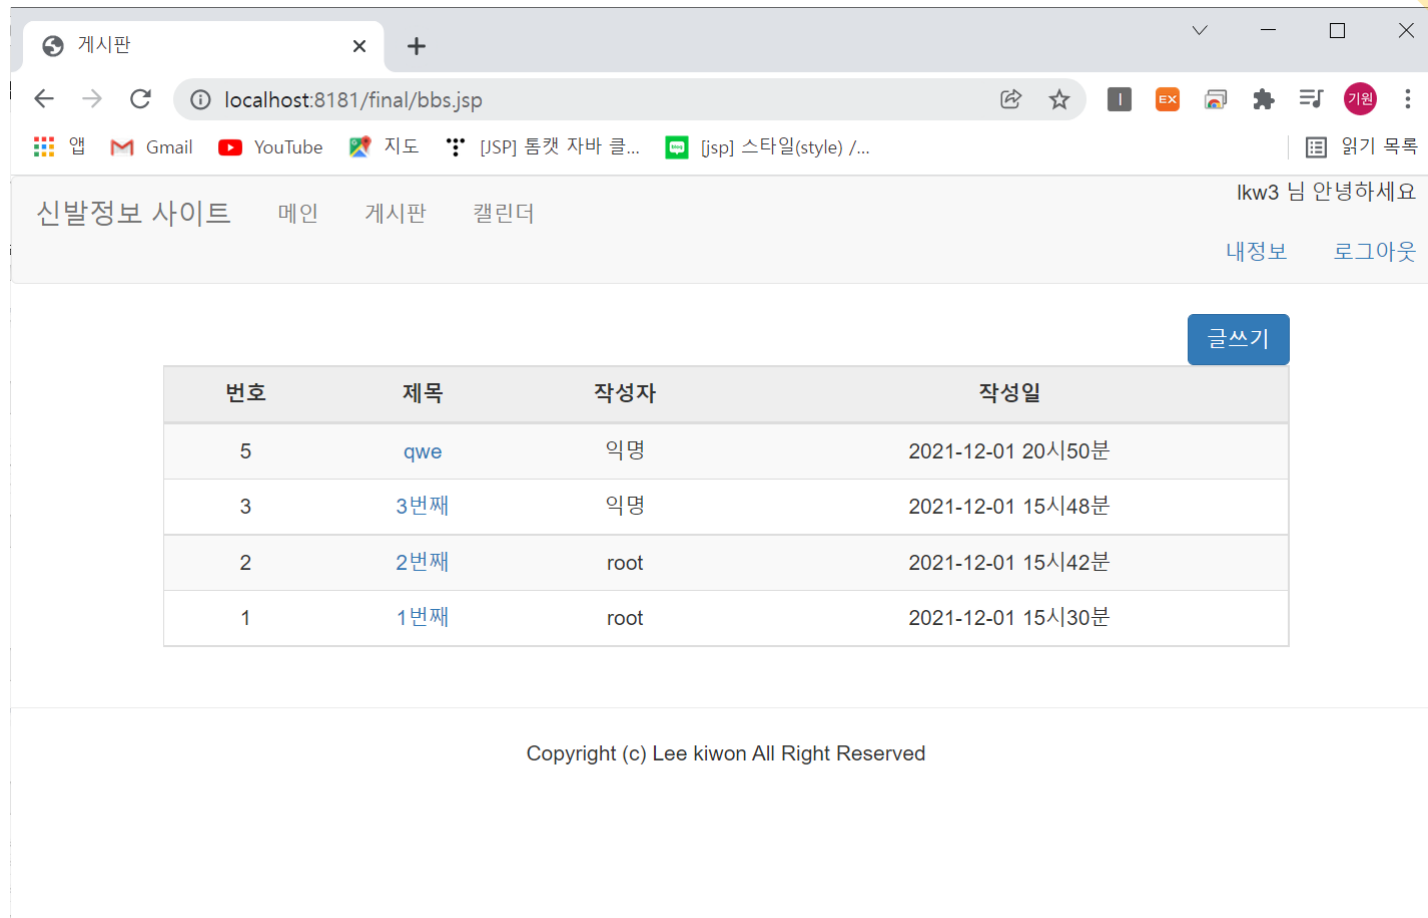 게시판
localhost:8181/final/bbs.jsp
I
EX
기원
앱 Gmail YouTube 지도 [JSP] 톰캣 자바 클... [jsp] 스타일(style) /... 읽기 목록
신발정보 사이트 메인 게시판 캘린더 lkw3 님 안녕하세요
내정보 로그아웃
글쓰기
번호 제목 작성자 작성일
5 qwe 익명 2021-12-01 20시50분
3 3번째 익명 2021-12-01 15시48분
2 2번째 root 2021-12-01 15시42분
1 1번째 root 2021-12-01 15시30분
Copyright (c) Lee kiwon All Right Reserved